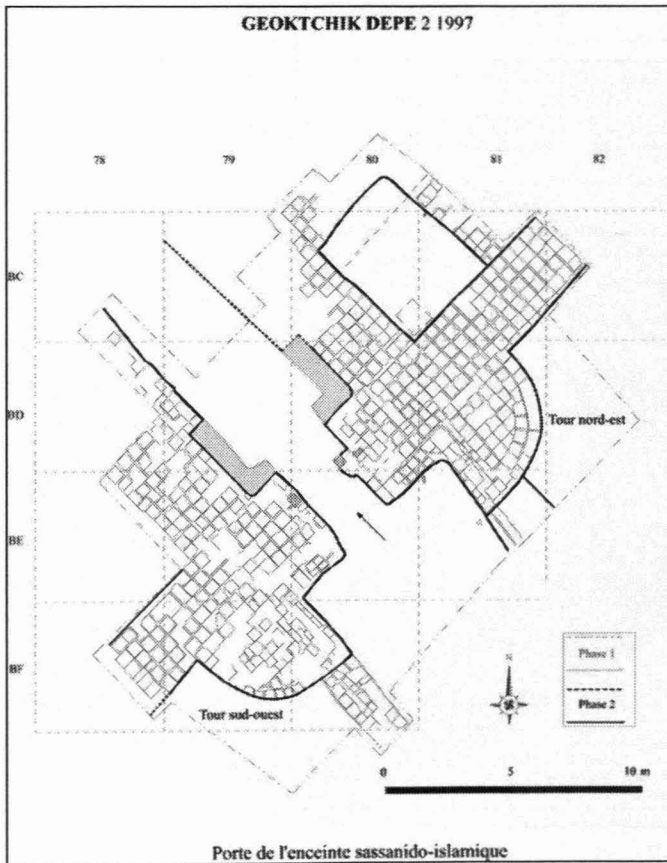 GEOKTCHIK DEPE 2 1997
78 79 80 81 82
BC
BD
Tour nord-est
BE
BF
Phase 1
N
Phase 2
Tour sud-ouest
0 5 10 m
Porte de l'enceinte sassanido-islamique